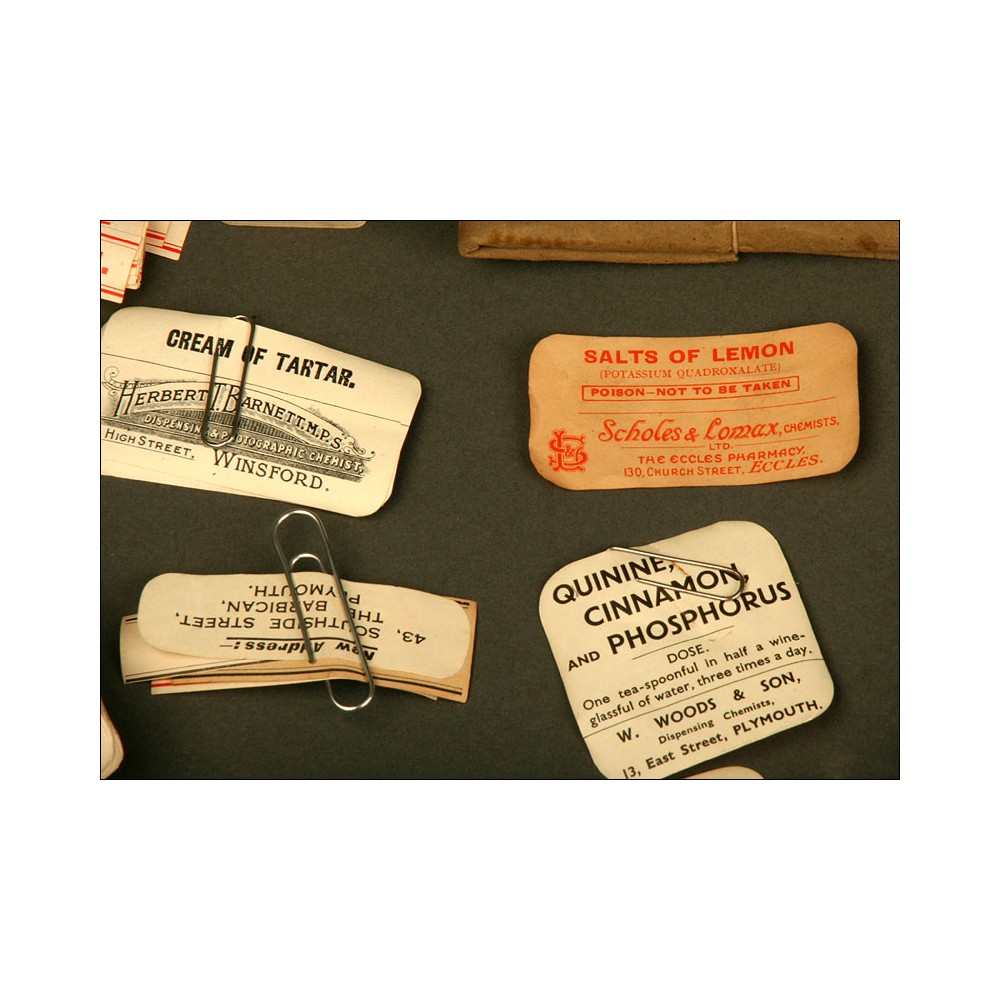 CREAM OF TARTAR.
HERBERT T. BARNETT, M.P.S.
DISPENSING & PHOTOGRAPHIC CHEMIST,
HIGH STREET, WINSFORD.
SALTS OF LEMON
(POTASSIUM QUADROXALATE)
POISON—NOT TO BE TAKEN
Scholes & Lomax, CHEMISTS,
LTD.
THE ECCLES PHARMACY,
130, CHURCH STREET, ECCLES.
New Address:—
43, SOUTHSIDE STREET,
THE BARBICAN,
PLYMOUTH.
QUININE,
CINNAMON,
AND PHOSPHORUS
DOSE.
One tea-spoonful in half a wine-
glassful of water, three times a day.
W. WOODS & SON,
Dispensing Chemists,
13, East Street, PLYMOUTH.